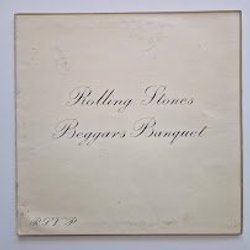 Rolling Stones
Beggars Banquet
R.S.V.P.